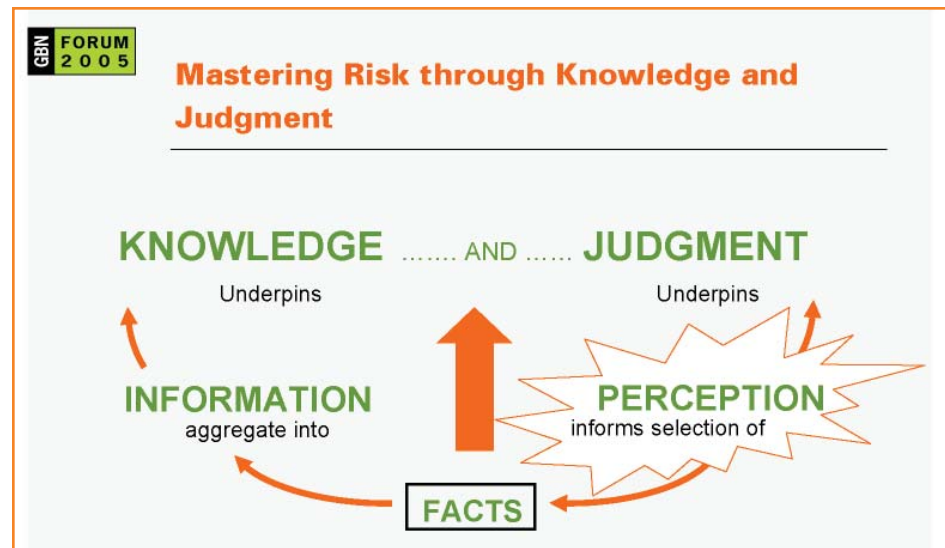 GBN
FORUM
2005
Mastering Risk through Knowledge and
Judgment
KNOWLEDGE ....... AND ...... JUDGMENT
Underpins Underpins
INFORMATION PERCEPTION
aggregate into informs selection of
FACTS